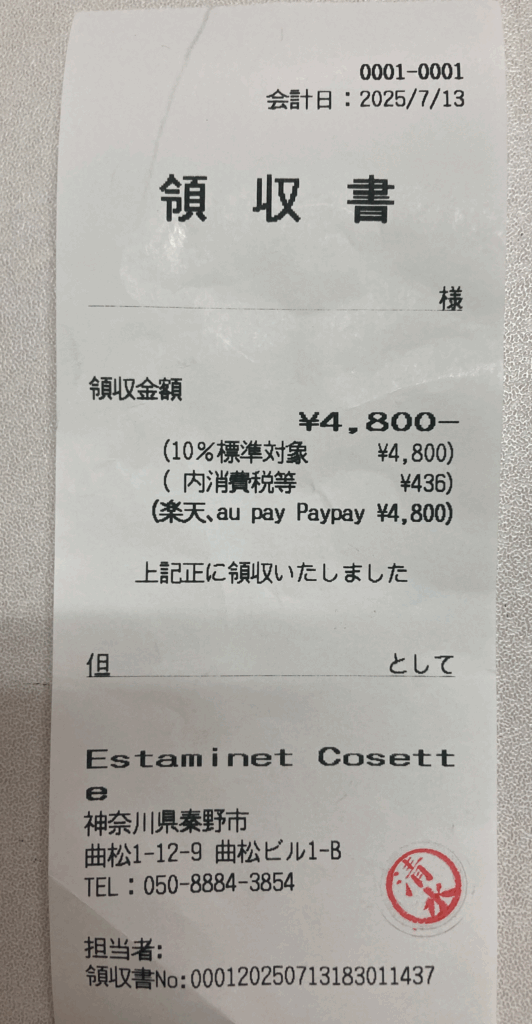 0001-0001
会計日：2025/7/13
領収書
様
領収金額
¥4,800−
(10％標準対象 ¥4,800)
( 内消費税等 ¥436)
(楽天、au pay Paypay ¥4,800)
上記正に領収いたしました
但 として
Estaminet Cosett
e
神奈川県秦野市
曲松1-12-9 曲松ビル1-B
TEL：050-8884-3854
清水
担当者:
領収書No:000120250713183011437